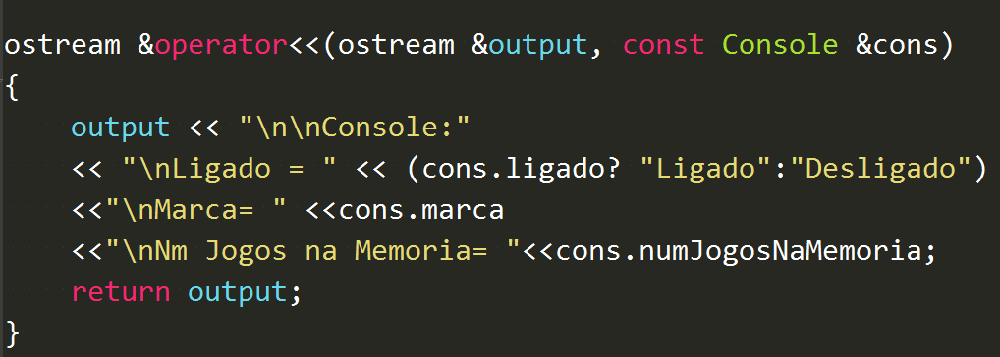 ostream &operator<<(ostream &output, const Console &cons)
{
    output << "\n\nConsole:"
    << "\nLigado = " << (cons.ligado? "Ligado":"Desligado")
    <<"\nMarca= " <<cons.marca
    <<"\nNm Jogos na Memoria= "<<cons.numJogosNaMemoria;
    return output;
}